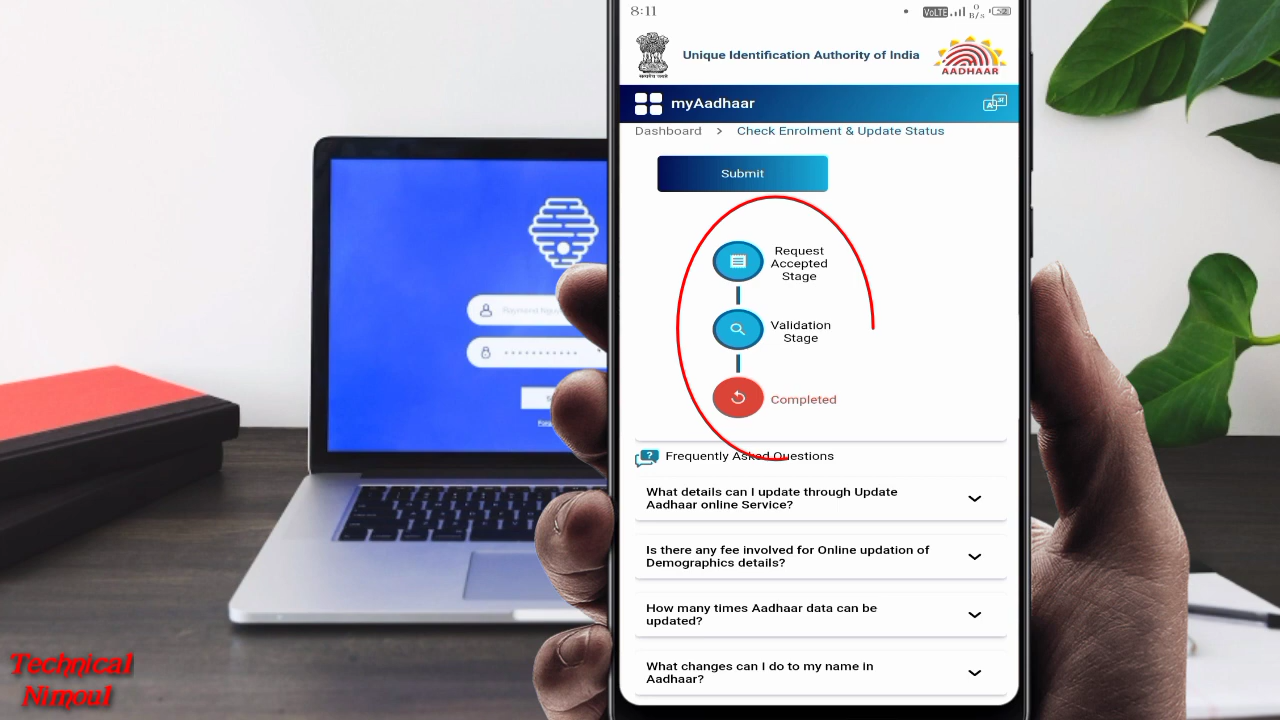 8:11
VoLTE
0
B/s
52
Unique Identification Authority of India
AADHAAR
myAadhaar
Dashboard > Check Enrolment & Update Status
Submit
Request
Accepted
Stage
Validation
Stage
Completed
Frequently Asked Questions
What details can I update through Update
Aadhaar online Service?
Is there any fee involved for Online updation of
Demographics details?
How many times Aadhaar data can be
updated?
What changes can I do to my name in
Aadhaar?
Technical
Nimoul